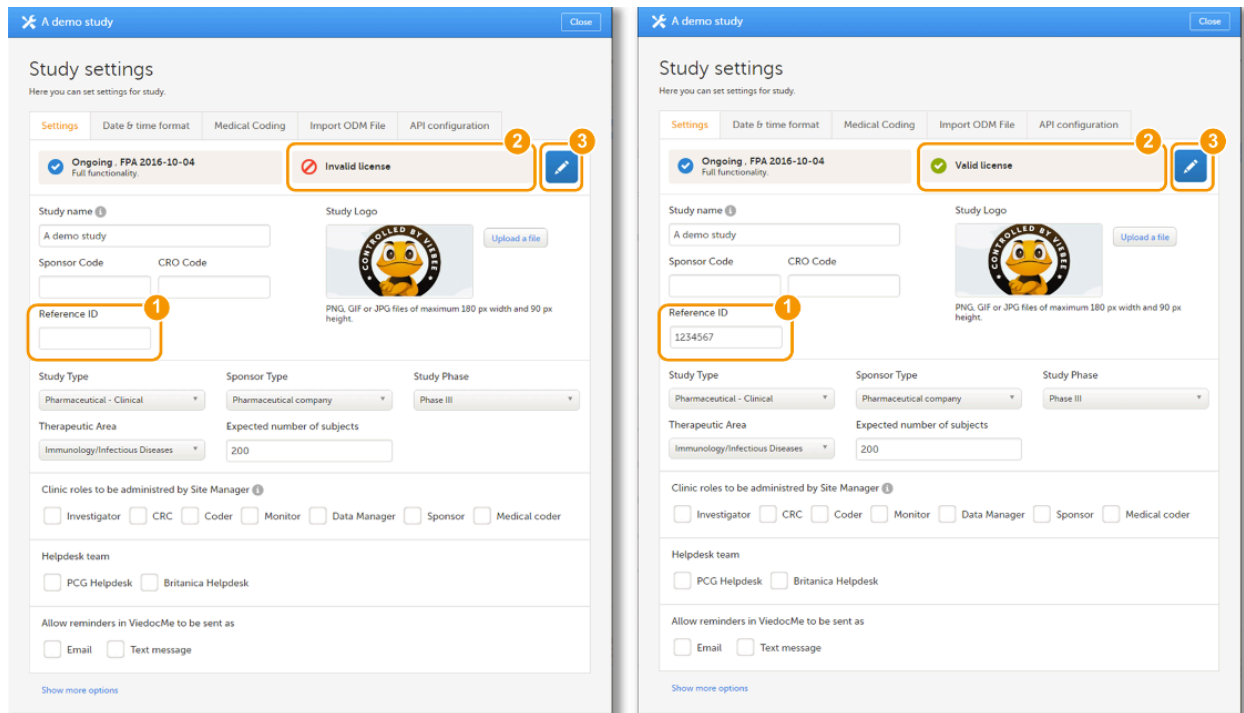 A demo study
Close
Study settings
Here you can set settings for study.
Settings
Date & time format
Medical Coding
Import ODM File
API configuration
2
3
Ongoing , FPA 2016-10-04
Full functionality.
Invalid license
Study name
Study Logo
A demo study
CONTROLLED BY VIEBEE
Upload a file
Sponsor Code
CRO Code
1
PNG, GIF or JPG files of maximum 180 px width and 90 px
height.
Reference ID
Study Type
Sponsor Type
Study Phase
Pharmaceutical - Clinical
Pharmaceutical company
Phase III
Therapeutic Area
Expected number of subjects
Immunology/Infectious Diseases
200
Clinic roles to be administred by Site Manager
Investigator
CRC
Coder
Monitor
Data Manager
Sponsor
Medical coder
Helpdesk team
PCG Helpdesk
Britanica Helpdesk
Allow reminders in ViedocMe to be sent as
Email
Text message
Show more options
A demo study
Close
Study settings
Here you can set settings for study.
Settings
Date & time format
Medical Coding
Import ODM File
API configuration
2
3
Ongoing , FPA 2016-10-04
Full functionality.
Valid license
Study name
Study Logo
A demo study
CONTROLLED BY VIEBEE
Upload a file
Sponsor Code
CRO Code
1
PNG, GIF or JPG files of maximum 180 px width and 90 px
height.
Reference ID
1234567
Study Type
Sponsor Type
Study Phase
Pharmaceutical - Clinical
Pharmaceutical company
Phase III
Therapeutic Area
Expected number of subjects
Immunology/Infectious Diseases
200
Clinic roles to be administred by Site Manager
Investigator
CRC
Coder
Monitor
Data Manager
Sponsor
Medical coder
Helpdesk team
PCG Helpdesk
Britanica Helpdesk
Allow reminders in ViedocMe to be sent as
Email
Text message
Show more options